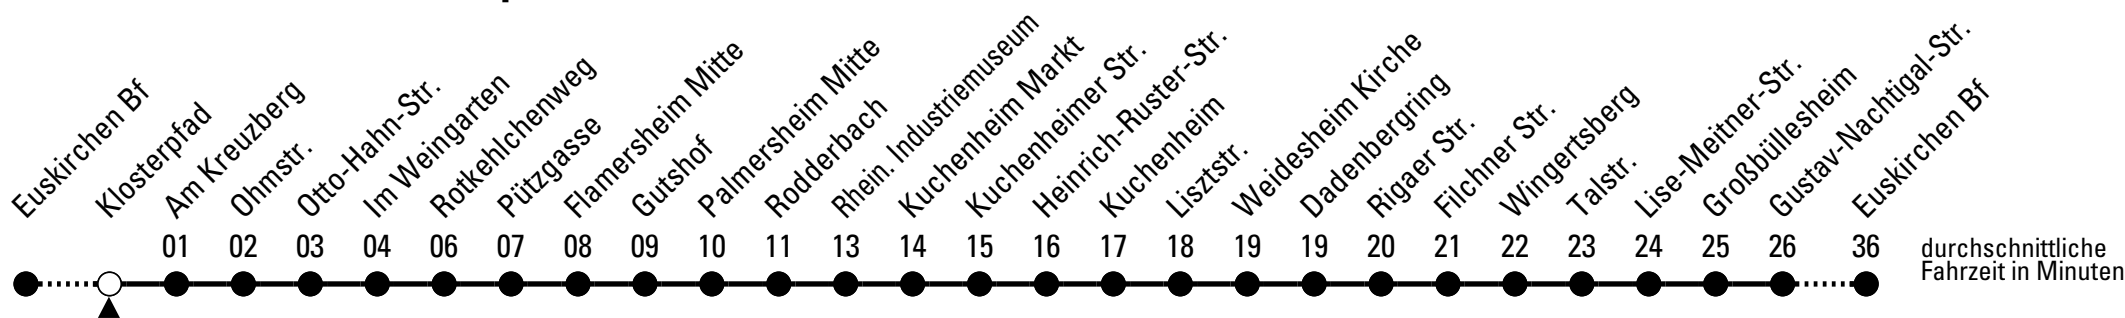 Euskirchen Bf
Klosterpfad
Am Kreuzberg
Ohmstr.
Otto-Hahn-Str.
Im Weingarten
Rotkehlchenweg
Pützgasse
Flamersheim Mitte
Gutshof
Palmersheim Mitte
Rodderbach
Rhein. Industriemuseum
Kuchenheim Markt
Kuchenheimer Str.
Heinrich-Ruster-Str.
Kuchenheim
Lisztstr.
Weidesheim Kirche
Dadenbergring
Rigaer Str.
Filchner Str.
Wingertsberg
Talstr.
Lise-Meitner-Str.
Großbüllesheim
Gustav-Nachtigal-Str.
Euskirchen Bf
01 02 03 04 06 07 08 09 10 11 13 14 15 16 17 18 19 19 20 21 22 23 24 25 26 36
durchschnittliche
Fahrzeit in Minuten